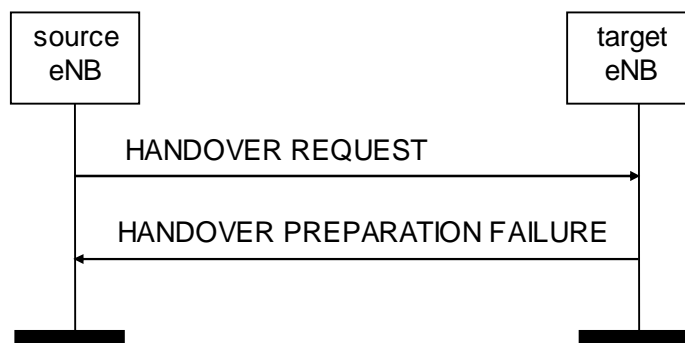 source
eNB
target
eNB
HANDOVER REQUEST
HANDOVER PREPARATION FAILURE